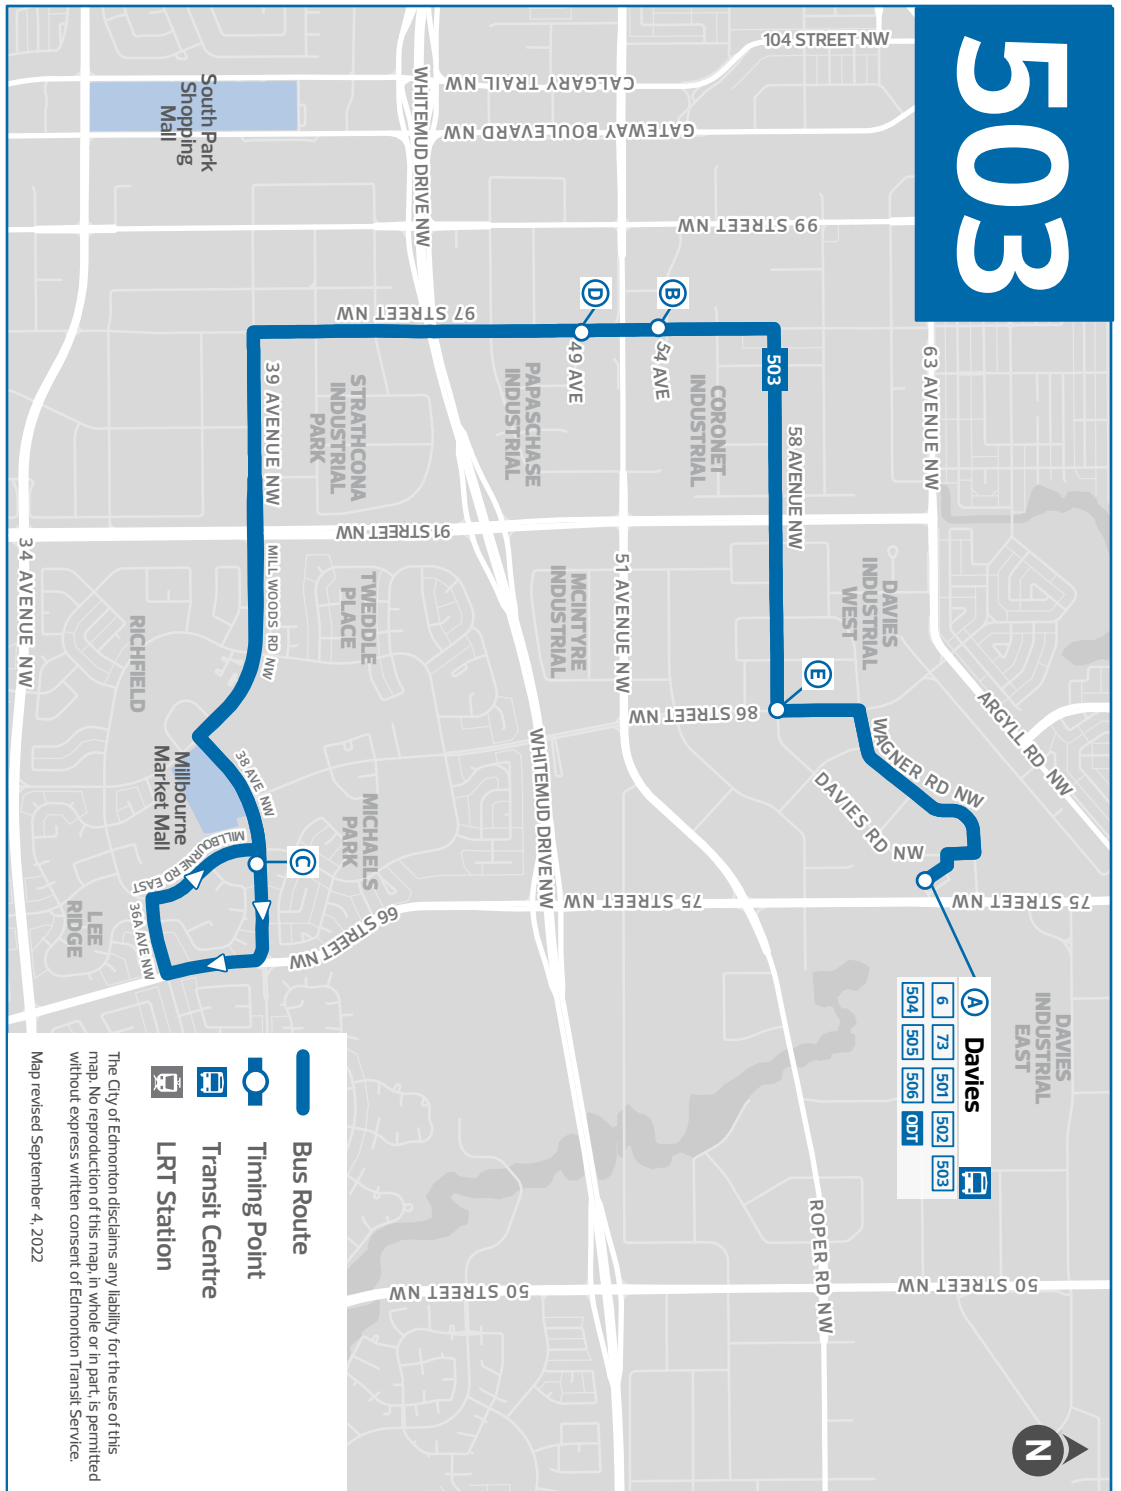 503
104 STREET NW
CALGARY TRAIL NW
GATEWAY BOULEVARD NW
99 STREET NW
WHITEMUD DRIVE NW
South Park
Shopping
Mall
97 STREET NW
B
D
54 AVE
49 AVE
503
58 AVENUE NW
63 AVENUE NW
CORONET
INDUSTRIAL
PAPASCHASE
INDUSTRIAL
STRATHCONA
INDUSTRIAL
PARK
39 AVENUE NW
91 STREET NW
34 AVENUE NW
51 AVENUE NW
MILL WOODS RD NW
TWEDDLE
PLACE
RICHFIELD
MCINTYRE
INDUSTRIAL
DAVIES
INDUSTRIAL
WEST
E
86 STREET NW
ARGYLL RD NW
WAGNER RD NW
DAVIES RD NW
WHITEMUD DRIVE NW
38 AVE NW
Millbourne
Market Mall
MILLBOURNE RD EAST
MICHAELS
PARK
C
LEE
RIDGE
36A AVE NW
66 STREET NW
75 STREET NW
75 STREET NW
A
Davies
6
73
501
502
503
504
505
506
ODT
DAVIES
INDUSTRIAL
EAST
ROPER RD NW
50 STREET NW
50 STREET NW
Bus Route
Timing Point
Transit Centre
LRT Station
The City of Edmonton disclaims any liability for the use of this
map. No reproduction of this map, in whole or in part, is permitted
without express written consent of Edmonton Transit Service.
Map revised September 4, 2022
N